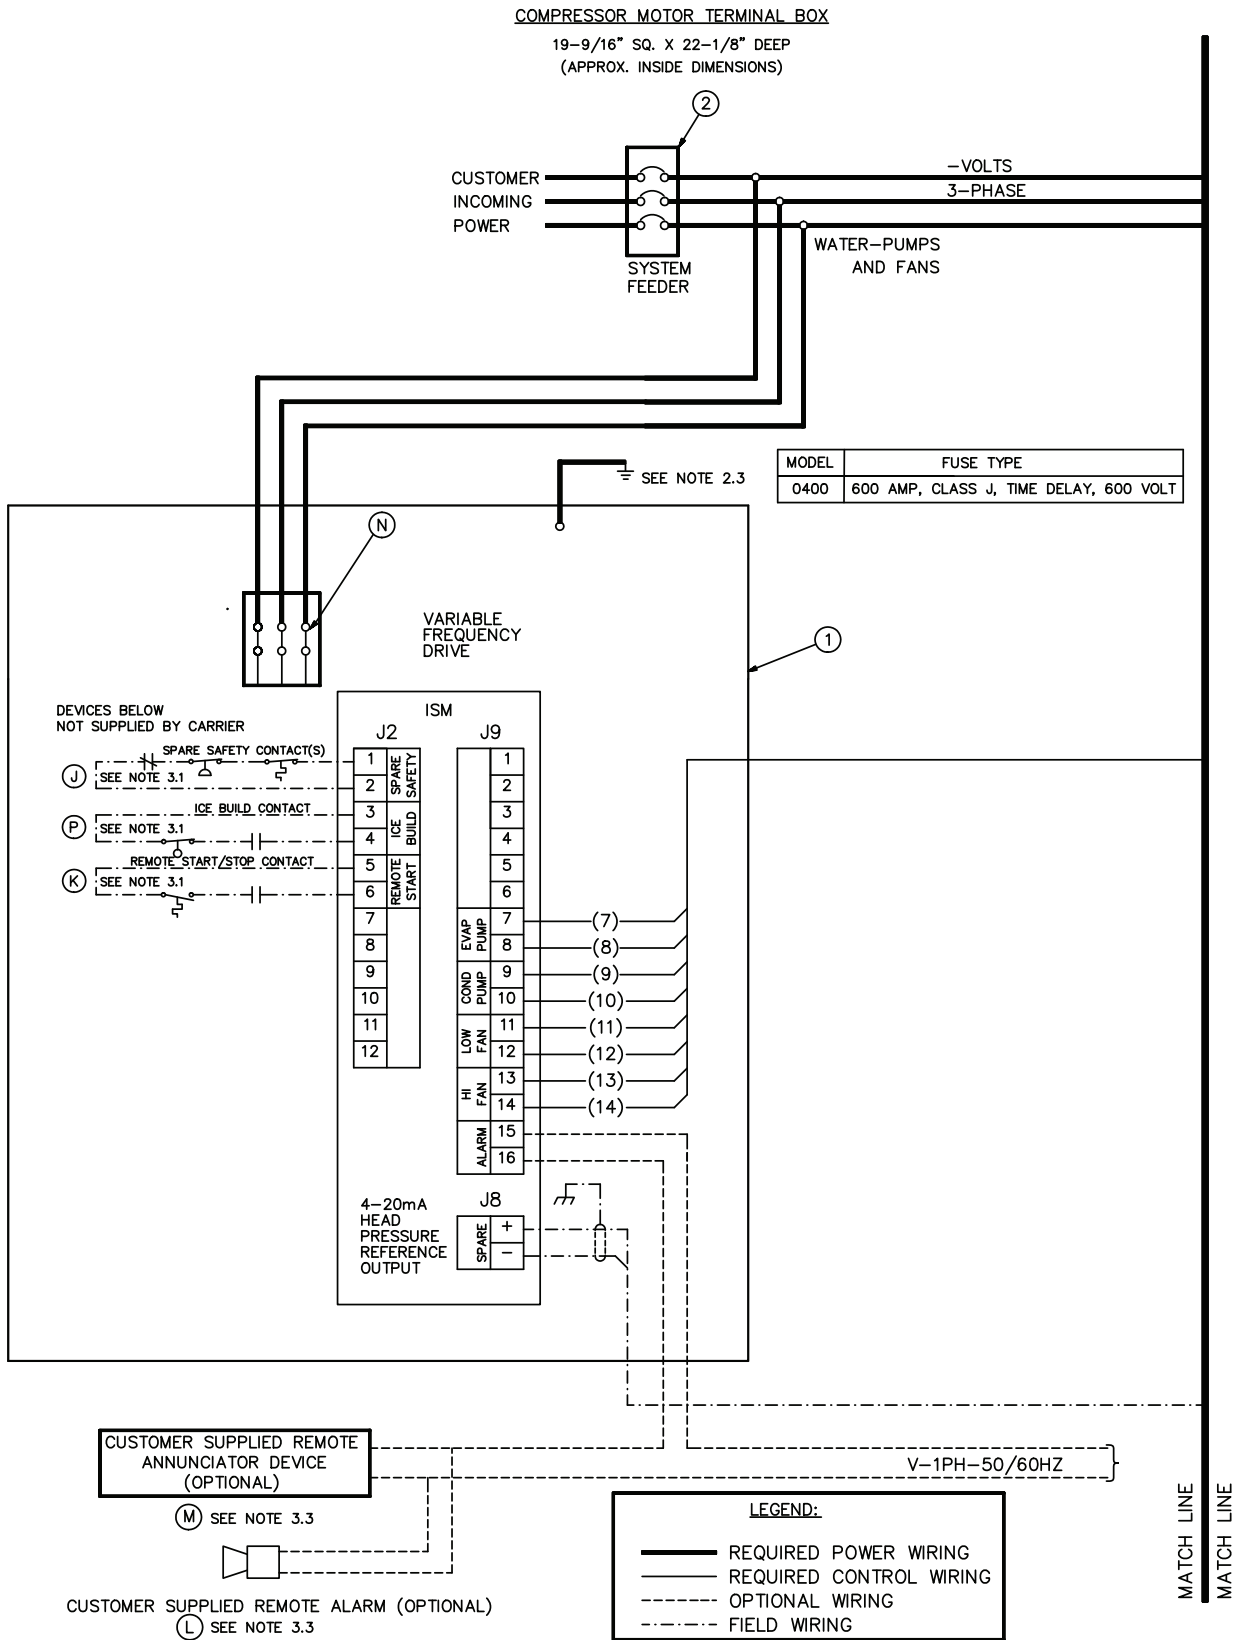 COMPRESSOR MOTOR TERMINAL BOX
19-9/16" SQ. X 22-1/8" DEEP
(APPROX. INSIDE DIMENSIONS)
2
CUSTOMER
INCOMING
POWER
-VOLTS
3-PHASE
WATER-PUMPS
AND FANS
SYSTEM
FEEDER
SEE NOTE 2.3
MODEL FUSE TYPE
0400 600 AMP, CLASS J, TIME DELAY, 600 VOLT
N
VARIABLE
FREQUENCY
DRIVE
1
DEVICES BELOW
NOT SUPPLIED BY CARRIER
SPARE SAFETY CONTACT(S)
J SEE NOTE 3.1
ICE BUILD CONTACT
P SEE NOTE 3.1
REMOTE START/STOP CONTACT
K SEE NOTE 3.1
ISM
J2
1
2
3
4
5
6
7
8
9
10
11
12
SPARE
SAFETY
ICE
BUILD
REMOTE
START
J9
1
2
3
4
5
6
7
8
9
10
11
12
13
14
15
16
EVAP
PUMP
COND
PUMP
LOW
FAN
HI
FAN
ALARM
(7)
(8)
(9)
(10)
(11)
(12)
(13)
(14)
4-20mA
HEAD
PRESSURE
REFERENCE
OUTPUT
J8
SPARE
+
-
CUSTOMER SUPPLIED REMOTE
ANNUNCIATOR DEVICE
(OPTIONAL)
M SEE NOTE 3.3
V-1PH-50/60HZ
CUSTOMER SUPPLIED REMOTE ALARM (OPTIONAL)
L SEE NOTE 3.3
LEGEND:
REQUIRED POWER WIRING
REQUIRED CONTROL WIRING
OPTIONAL WIRING
FIELD WIRING
MATCH LINE
MATCH LINE